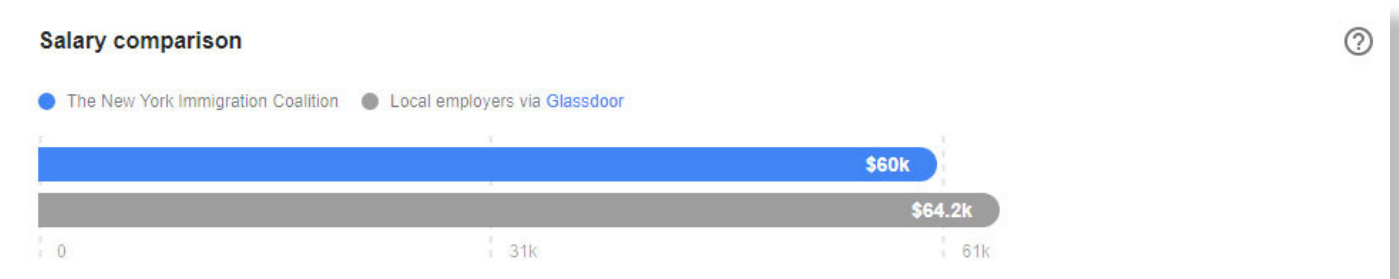 Salary comparison
The New York Immigration Coalition Local employers via Glassdoor
$60k
$64.2k
0 31k 61k